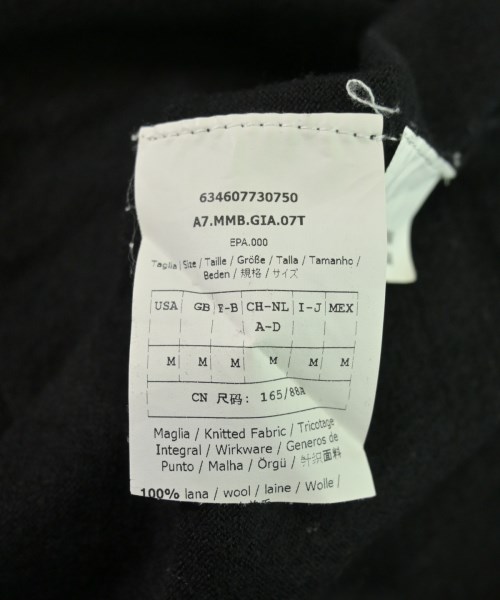 634607730750
A7.MMB.GIA.07T
EPA.000
Taglia / Size / Taille / Größe / Talla / Tamanho /
Beden / 規格 / サイズ
USA GB E-B CH-NL I-J MEX
A-D
M M M M M M
CN 尺码: 165/88A
Maglia / Knitted Fabric / Tricotage
Integral / Wirkware / Generos de
Punto / Malha / Örgü / 针织面料
100% lana / wool / laine / Wolle /